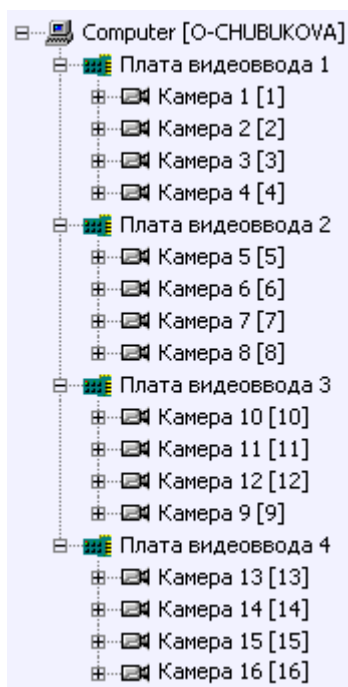 Computer [O-CHUBUKOVA]
Плата видеоввода 1
Камера 1 [1]
Камера 2 [2]
Камера 3 [3]
Камера 4 [4]
Плата видеоввода 2
Камера 5 [5]
Камера 6 [6]
Камера 7 [7]
Камера 8 [8]
Плата видеоввода 3
Камера 10 [10]
Камера 11 [11]
Камера 12 [12]
Камера 9 [9]
Плата видеоввода 4
Камера 13 [13]
Камера 14 [14]
Камера 15 [15]
Камера 16 [16]